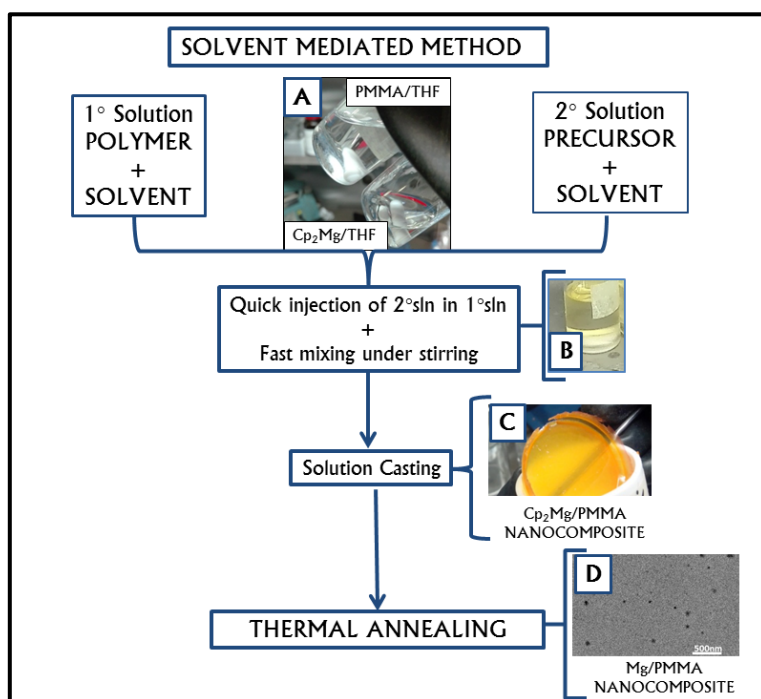 SOLVENT MEDIATED METHOD
1° Solution
POLYMER
+
SOLVENT
A
PMMA/THF
Cp₂Mg/THF
2° Solution
PRECURSOR
+
SOLVENT
Quick injection of 2°sln in 1°sln
+
Fast mixing under stirring
B
Solution Casting
C
Cp₂Mg/PMMA
NANOCOMPOSITE
THERMAL ANNEALING
D
500nm
Mg/PMMA
NANOCOMPOSITE